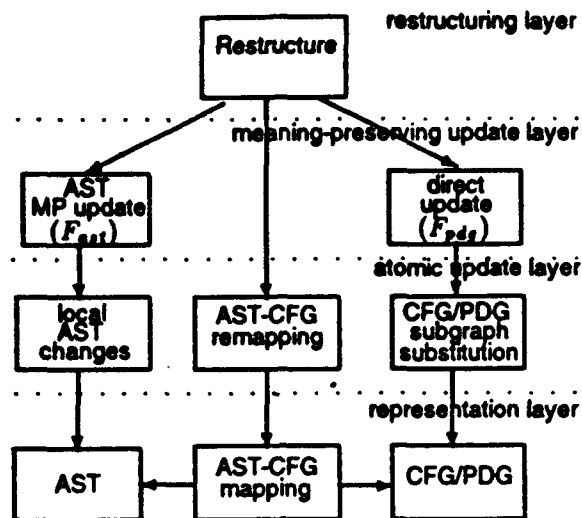 restructuring layer
Restructure
meaning-preserving update layer
AST
MP update
(F_ast)
direct
update
(F_pdg)
atomic update layer
local
AST
changes
AST-CFG
remapping
CFG/PDG
subgraph
substitution
representation layer
AST
AST-CFG
mapping
CFG/PDG